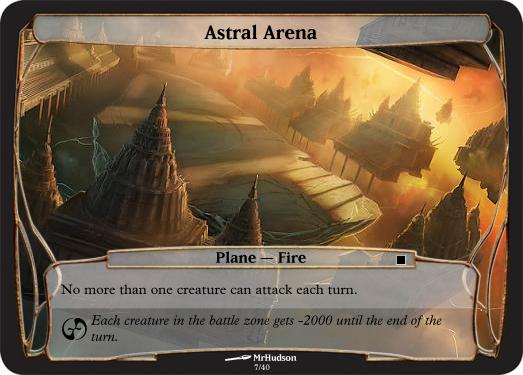 Astral Arena
Plane — Fire
No more than one creature can attack each turn.
Each creature in the battle zone gets -2000 until the end of the
turn.
MrHudson
7/40